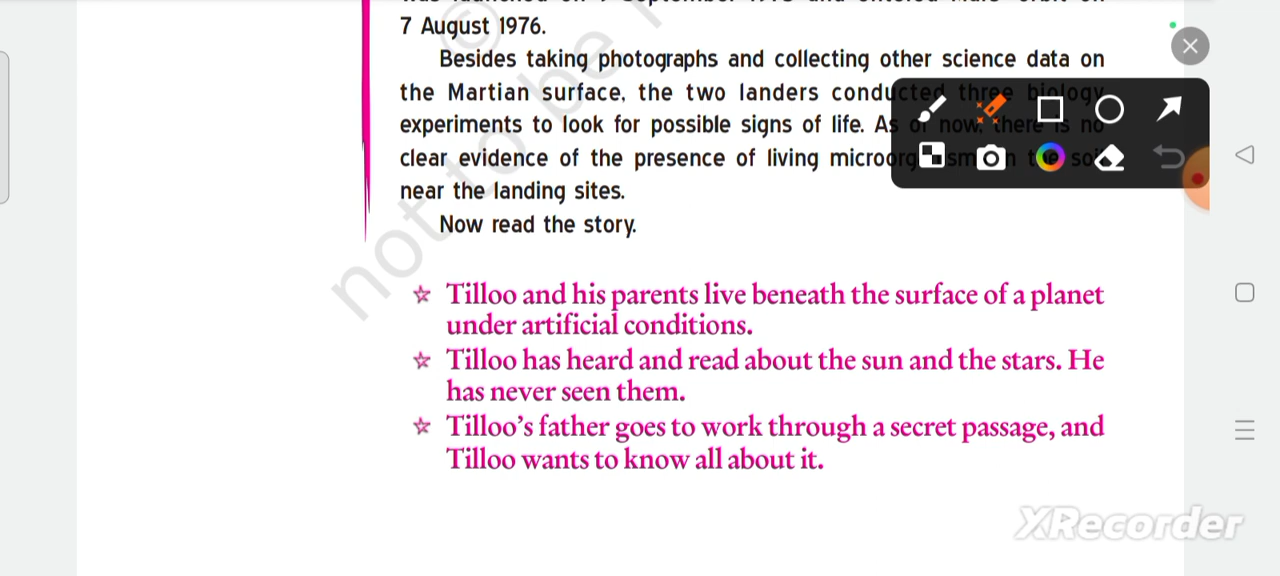 7 August 1976.
Besides taking photographs and collecting other science data on
the Martian surface, the two landers conducted three biology
experiments to look for possible signs of life. As of now, there is no
clear evidence of the presence of living microorganisms in the soil
near the landing sites.
Now read the story.
☆ Tilloo and his parents live beneath the surface of a planet
under artificial conditions.
☆ Tilloo has heard and read about the sun and the stars. He
has never seen them.
☆ Tilloo's father goes to work through a secret passage, and
Tilloo wants to know all about it.
© not to be r
XRecorder